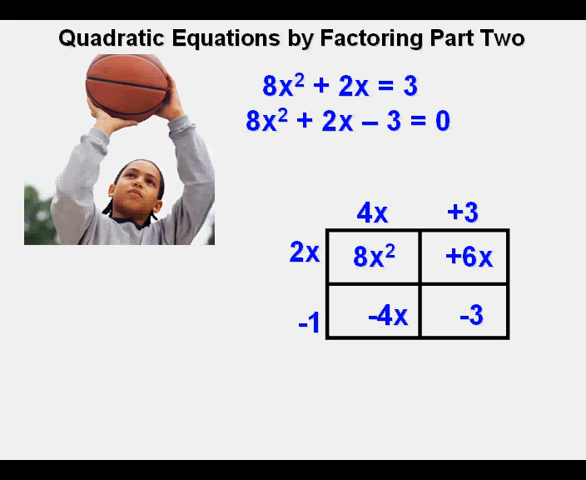 Quadratic Equations by Factoring Part Two
8x² + 2x = 3
8x² + 2x – 3 = 0
4x +3
2x 8x² +6x
-1 -4x -3